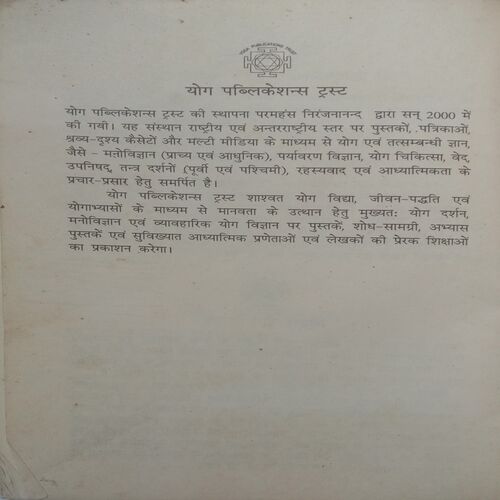 YOGA PUBLICATIONS TRUST
योग पब्लिकेशन्स ट्रस्ट
योग पब्लिकेशन्स ट्रस्ट की स्थापना परमहंस निरंजनानन्द द्वारा सन् 2000 में
की गयी। यह संस्थान राष्ट्रीय एवं अन्तरराष्ट्रीय स्तर पर पुस्तकों, पत्रिकाओं,
श्रव्य-दृश्य कैसेटों और मल्टी मीडिया के माध्यम से योग एवं तत्सम्बन्धी ज्ञान,
जैसे – मनोविज्ञान (प्राच्य एवं आधुनिक), पर्यावरण विज्ञान, योग चिकित्सा, वेद,
उपनिषद्, तन्त्र दर्शनों (पूर्वी एवं पश्चिमी), रहस्यवाद एवं आध्यात्मिकता के
प्रचार-प्रसार हेतु समर्पित है।
योग पब्लिकेशन्स ट्रस्ट शाश्वत योग विद्या, जीवन-पद्धति एवं
योगाभ्यासों के माध्यम से मानवता के उत्थान हेतु मुख्यतः योग दर्शन,
मनोविज्ञान एवं व्यावहारिक योग विज्ञान पर पुस्तकें, शोध-सामग्री, अभ्यास
पुस्तकें एवं सुविख्यात आध्यात्मिक प्रणेताओं एवं लेखकों की प्रेरक शिक्षाओं
का प्रकाशन करेगा।